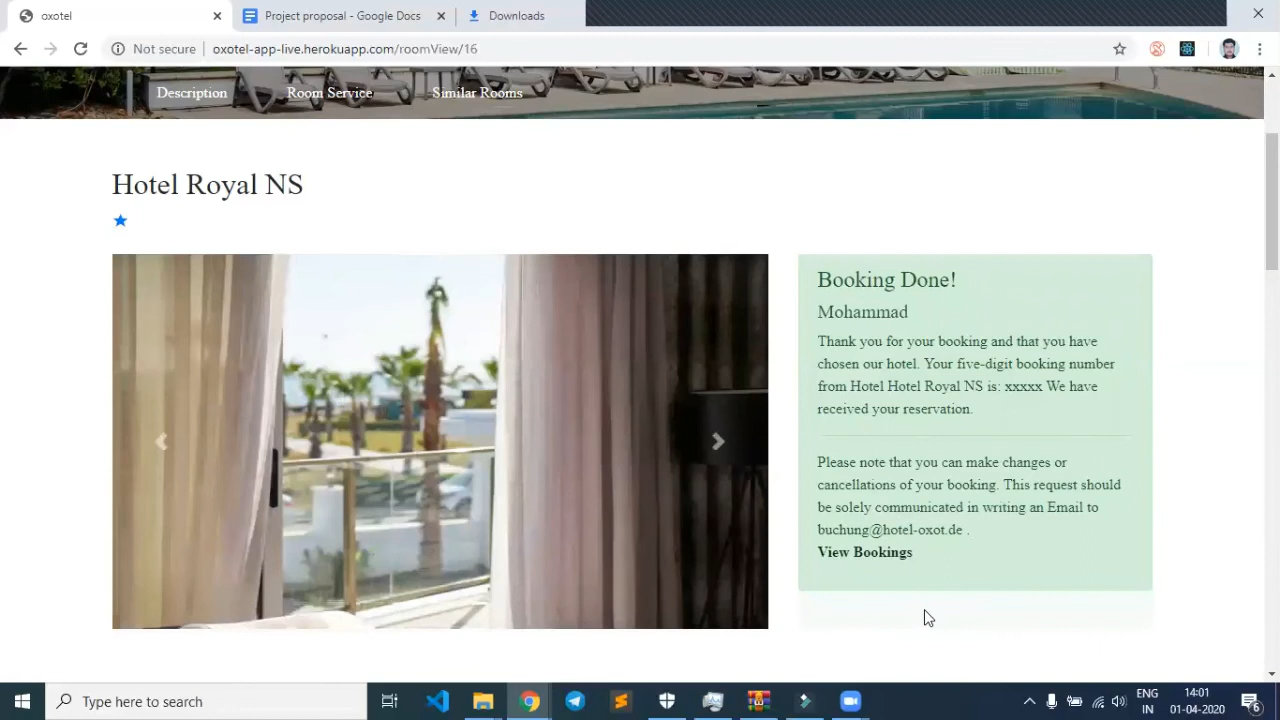 oxotel
Project proposal - Google Docs
Downloads
Not secure
oxotel-app-live.herokuapp.com/roomView/16
Description
Room Service
Similar Rooms
Hotel Royal NS
Booking Done!
Mohammad
Thank you for your booking and that you have
chosen our hotel. Your five-digit booking number
from Hotel Hotel Royal NS is: xxxxx We have
received your reservation.
Please note that you can make changes or
cancellations of your booking. This request should
be solely communicated in writing an Email to
buchung@hotel-oxot.de .
View Bookings
Type here to search
ENG
IN
14:01
01-04-2020
6